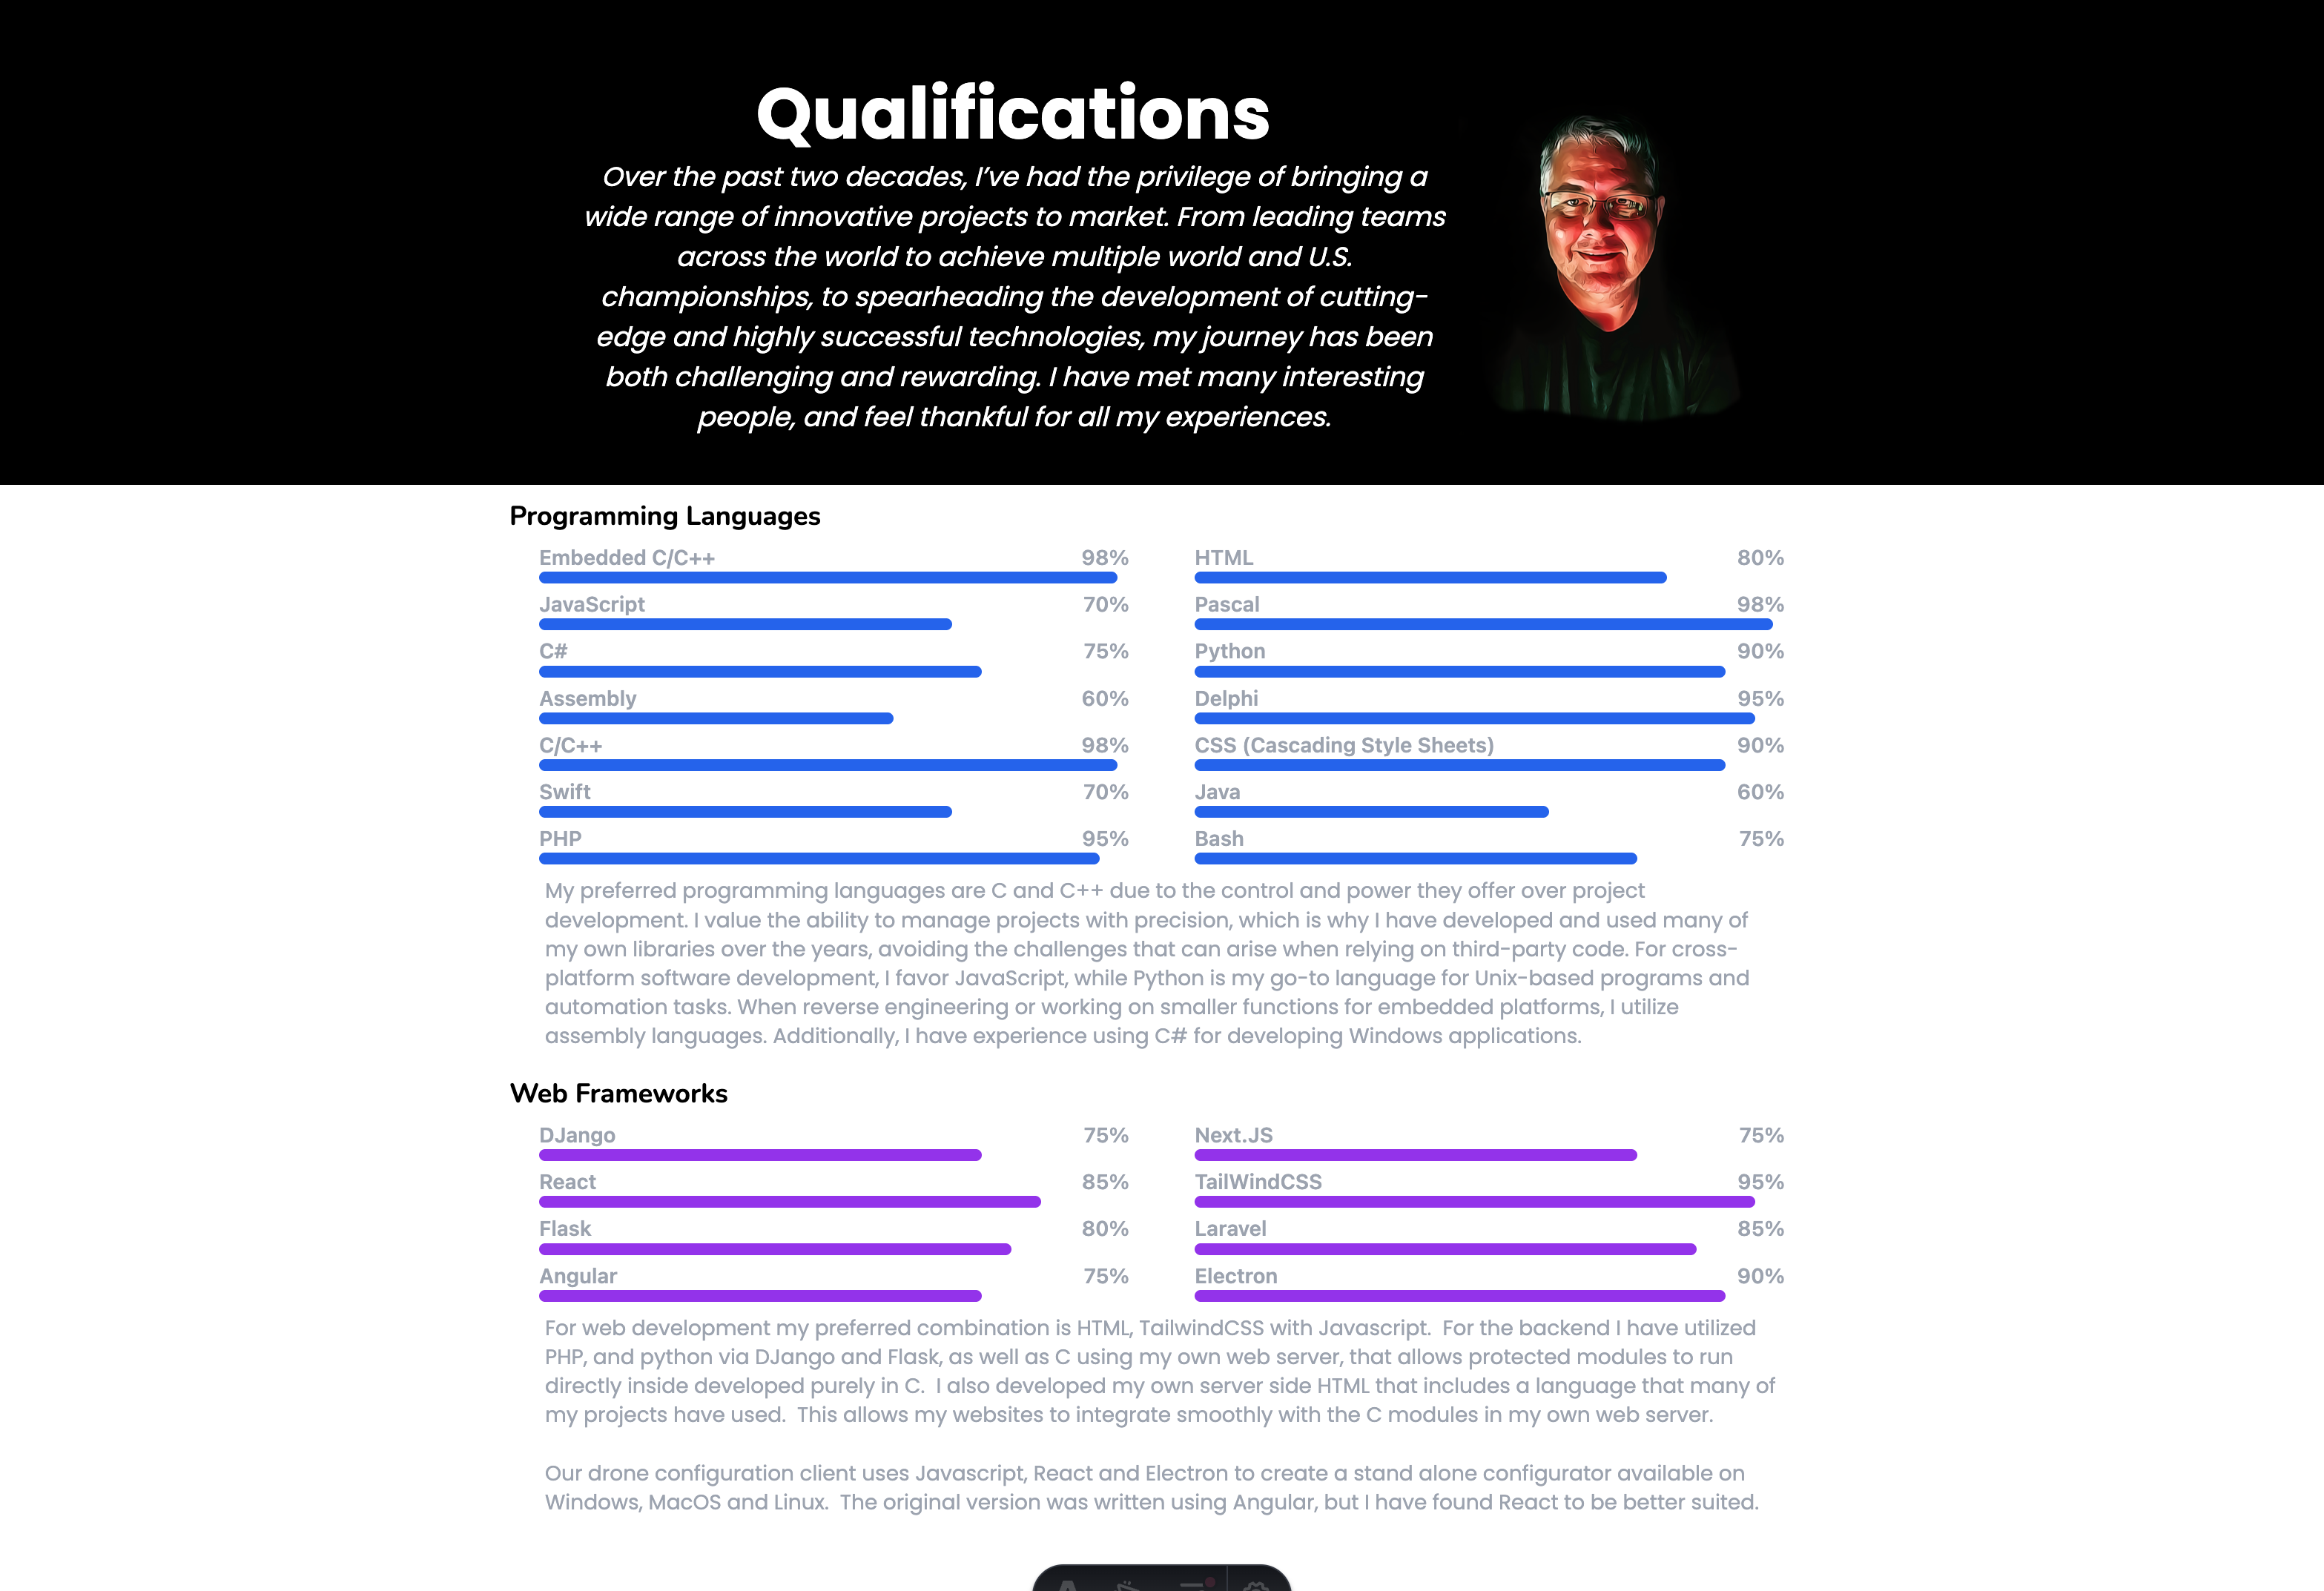 Qualifications
Over the past two decades, I've had the privilege of bringing a
wide range of innovative projects to market. From leading teams
across the world to achieve multiple world and U.S.
championships, to spearheading the development of cutting-
edge and highly successful technologies, my journey has been
both challenging and rewarding. I have met many interesting
people, and feel thankful for all my experiences.
Programming Languages
Embedded C/C++ 98%
HTML 80%
JavaScript 70%
Pascal 98%
C# 75%
Python 90%
Assembly 60%
Delphi 95%
C/C++ 98%
CSS (Cascading Style Sheets) 90%
Swift 70%
Java 60%
PHP 95%
Bash 75%
My preferred programming languages are C and C++ due to the control and power they offer over project
development. I value the ability to manage projects with precision, which is why I have developed and used many of
my own libraries over the years, avoiding the challenges that can arise when relying on third-party code. For cross-
platform software development, I favor JavaScript, while Python is my go-to language for Unix-based programs and
automation tasks. When reverse engineering or working on smaller functions for embedded platforms, I utilize
assembly languages. Additionally, I have experience using C# for developing Windows applications.
Web Frameworks
DJango 75%
Next.JS 75%
React 85%
TailWindCSS 95%
Flask 80%
Laravel 85%
Angular 75%
Electron 90%
For web development my preferred combination is HTML, TailwindCSS with Javascript.  For the backend I have utilized
PHP, and python via DJango and Flask, as well as C using my own web server, that allows protected modules to run
directly inside developed purely in C.  I also developed my own server side HTML that includes a language that many of
my projects have used.  This allows my websites to integrate smoothly with the C modules in my own web server.
Our drone configuration client uses Javascript, React and Electron to create a stand alone configurator available on
Windows, MacOS and Linux.  The original version was written using Angular, but I have found React to be better suited.